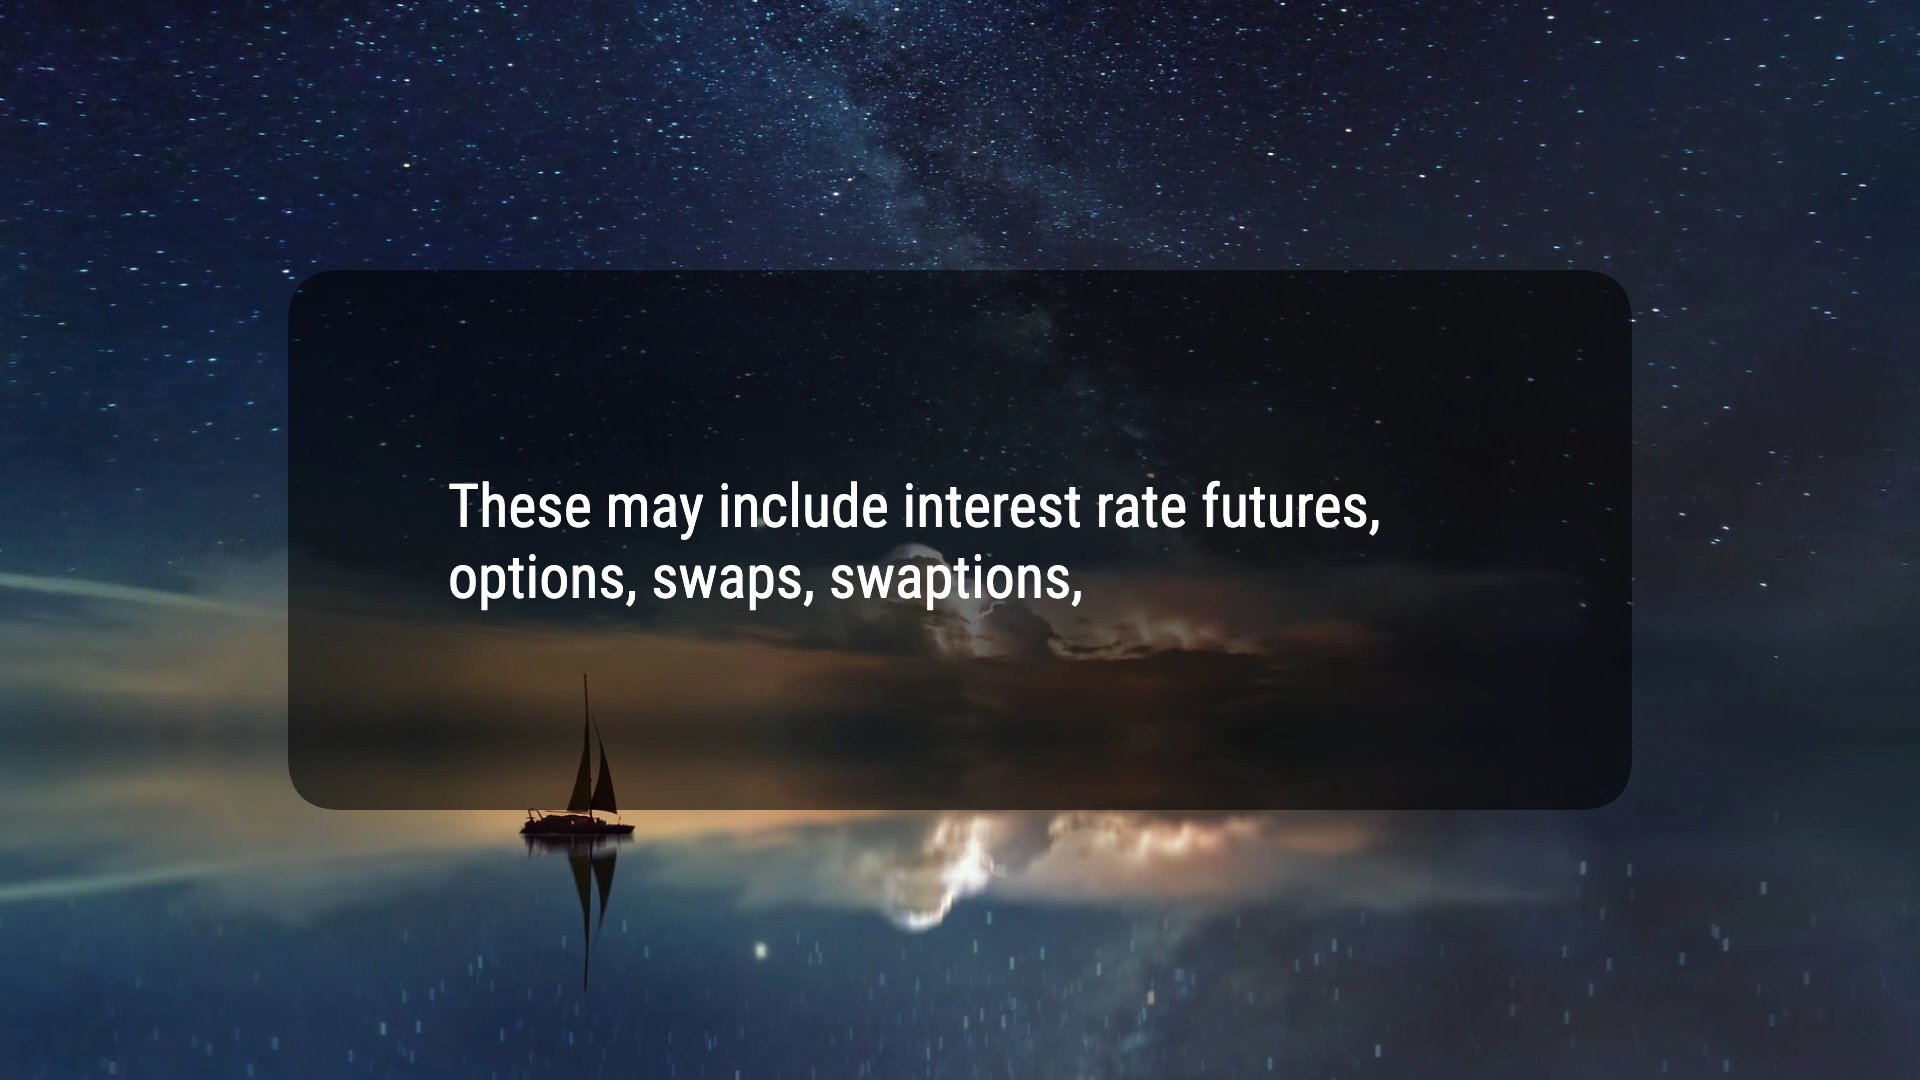 These may include interest rate futures,
options, swaps, swaptions,